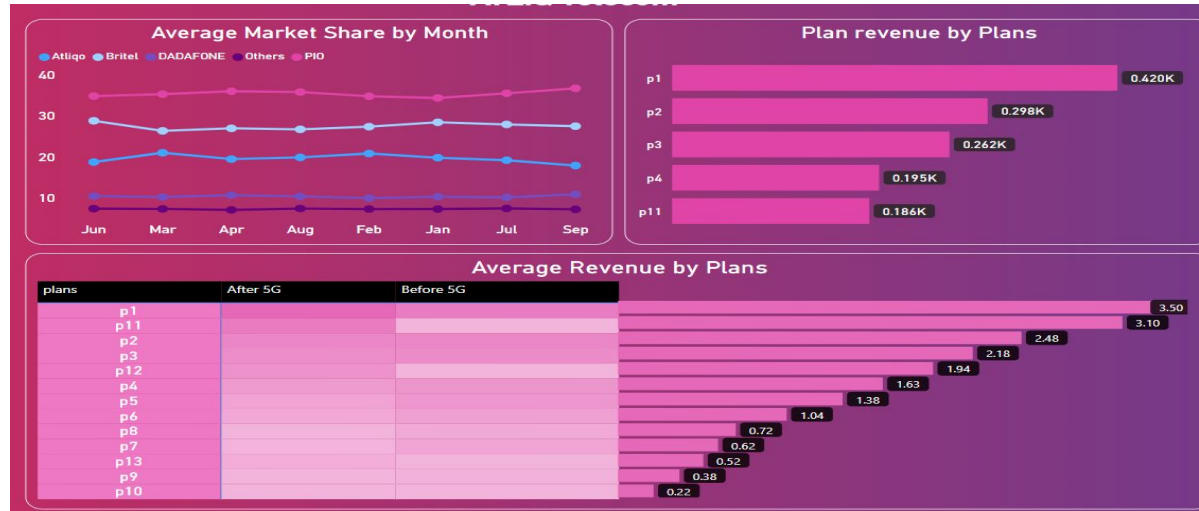 Average Market Share by Month
Atliqo Britel DADAFONE Others PIO
40
30
20
10
Jun Mar Apr Aug Feb Jan Jul Sep
Plan revenue by Plans
p1 0.420K
p2 0.298K
p3 0.262K
p4 0.195K
p11 0.186K
Average Revenue by Plans
plans After 5G Before 5G
p1 3.50
p11 3.10
p2 2.48
p3 2.18
p12 1.94
p4 1.63
p5 1.38
p6 1.04
p8 0.72
p7 0.62
p13 0.52
p9 0.38
p10 0.22